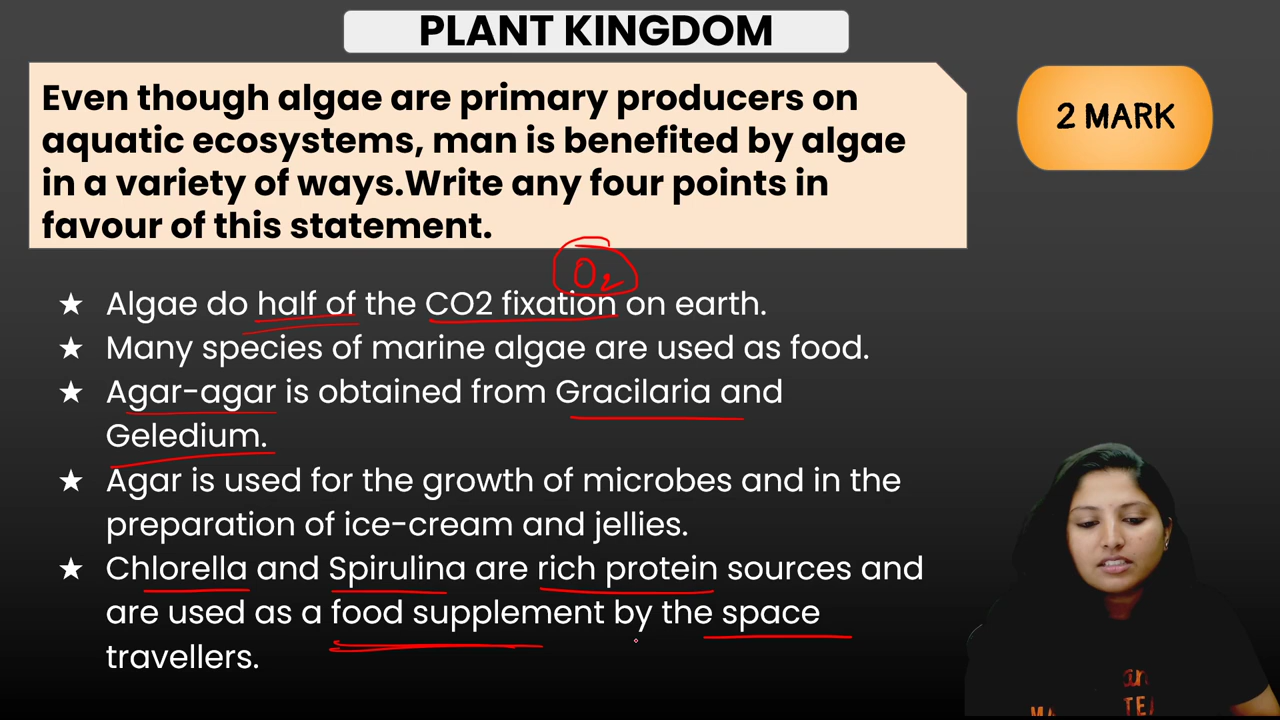 PLANT KINGDOM
Even though algae are primary producers on
aquatic ecosystems, man is benefited by algae
in a variety of ways.Write any four points in
favour of this statement.
2 MARK
O2
★ Algae do half of the CO2 fixation on earth.
★ Many species of marine algae are used as food.
★ Agar-agar is obtained from Gracilaria and
Geledium.
★ Agar is used for the growth of microbes and in the
preparation of ice-cream and jellies.
★ Chlorella and Spirulina are rich protein sources and
are used as a food supplement by the space
travellers.